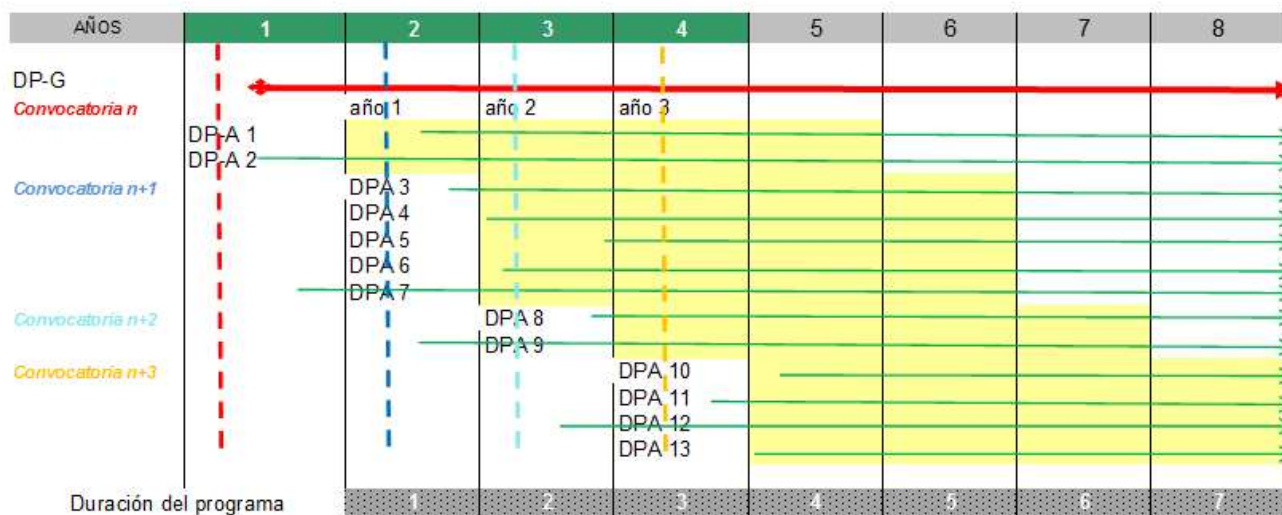 AÑOS 1 2 3 4 5 6 7 8
DP-G
Convocatoria n año 1 año 2 año 3
DP-A 1
DP-A 2
Convocatoria n+1 DPA 3
DPA 4
DPA 5
DPA 6
DPA 7
Convocatoria n+2 DPA 8
DPA 9
Convocatoria n+3 DPA 10
DPA 11
DPA 12
DPA 13
Duración del programa 1 2 3 4 5 6 7